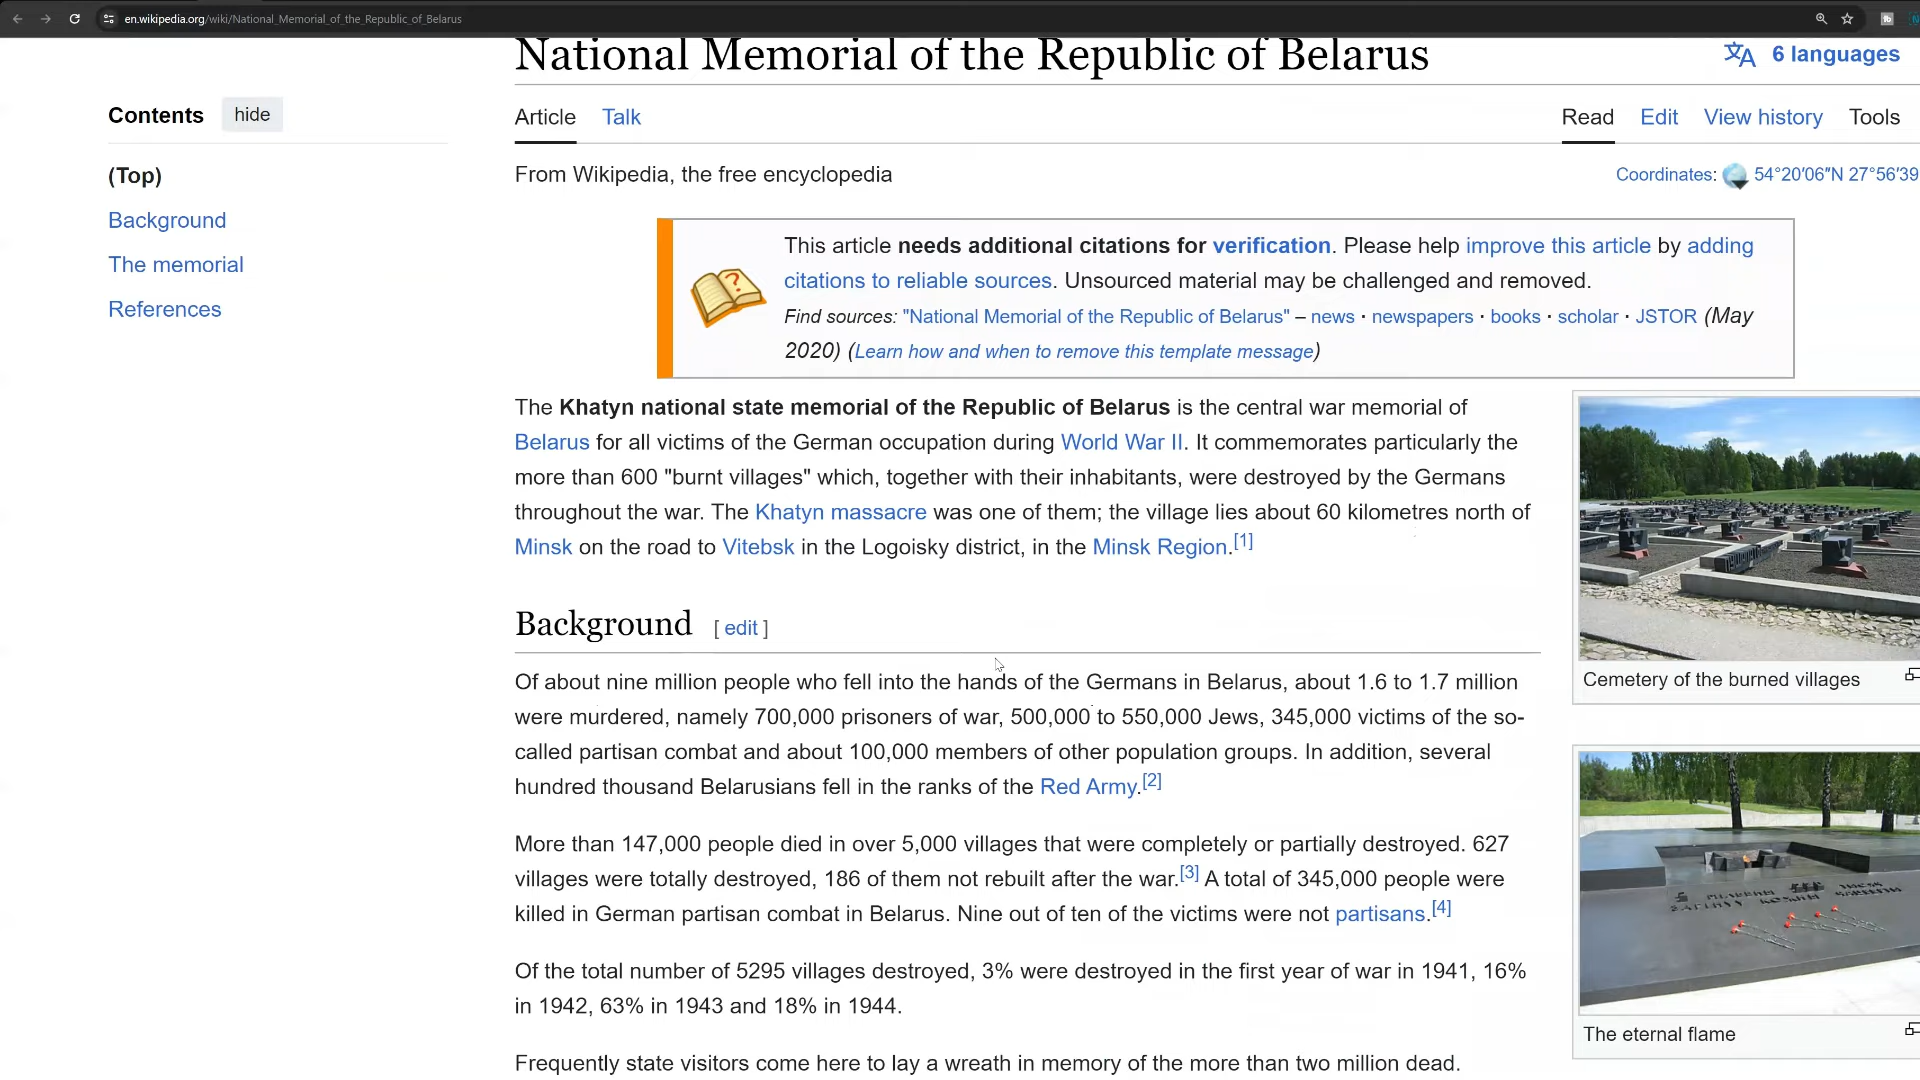 en.wikipedia.org/wiki/National_Memorial_of_the_Republic_of_Belarus
National Memorial of the Republic of Belarus
6 languages
Contents hide
(Top)
Background
The memorial
References
Article Talk
Read Edit View history Tools
From Wikipedia, the free encyclopedia
Coordinates: 54°20′06″N 27°56′39
This article needs additional citations for verification. Please help improve this article by adding
citations to reliable sources. Unsourced material may be challenged and removed.
Find sources: "National Memorial of the Republic of Belarus" – news · newspapers · books · scholar · JSTOR (May
2020) (Learn how and when to remove this template message)
The Khatyn national state memorial of the Republic of Belarus is the central war memorial of
Belarus for all victims of the German occupation during World War II. It commemorates particularly the
more than 600 "burnt villages" which, together with their inhabitants, were destroyed by the Germans
throughout the war. The Khatyn massacre was one of them; the village lies about 60 kilometres north of
Minsk on the road to Vitebsk in the Logoisky district, in the Minsk Region.[1]
Background [ edit ]
Of about nine million people who fell into the hands of the Germans in Belarus, about 1.6 to 1.7 million
were murdered, namely 700,000 prisoners of war, 500,000 to 550,000 Jews, 345,000 victims of the so-
called partisan combat and about 100,000 members of other population groups. In addition, several
hundred thousand Belarusians fell in the ranks of the Red Army.[2]
More than 147,000 people died in over 5,000 villages that were completely or partially destroyed. 627
villages were totally destroyed, 186 of them not rebuilt after the war.[3] A total of 345,000 people were
killed in German partisan combat in Belarus. Nine out of ten of the victims were not partisans.[4]
Of the total number of 5295 villages destroyed, 3% were destroyed in the first year of war in 1941, 16%
in 1942, 63% in 1943 and 18% in 1944.
Frequently state visitors come here to lay a wreath in memory of the more than two million dead.
Cemetery of the burned villages
The eternal flame